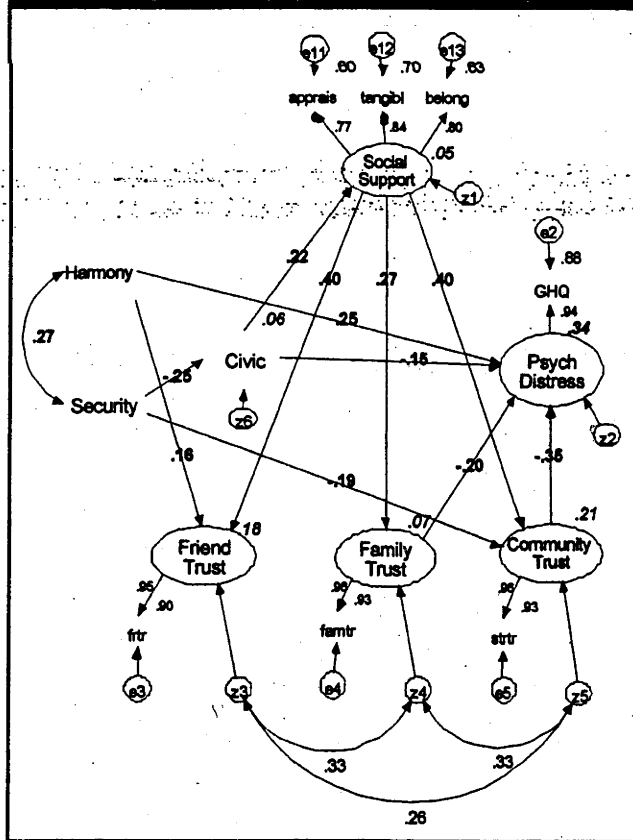 e11 e12 e13
.60 .70 .63
apprais tangibl belong
.77 .84 .80
Social
Support
.05
z1
e2
.88
GHQ
.94
.34
Psych
Distress
z2
Harmony
.27
Security
.22
.40
.27
.40
.06
.25
Civic
-.15
-.25
z6
.16
-.19
-.20
-.35
.18
Friend
Trust
.07
Family
Trust
.21
Community
Trust
.95
.90
.96
.93
.96
.93
frtr
famtr
strtr
e3 z3 e4 z4 e5 z5
.33 .33
.26